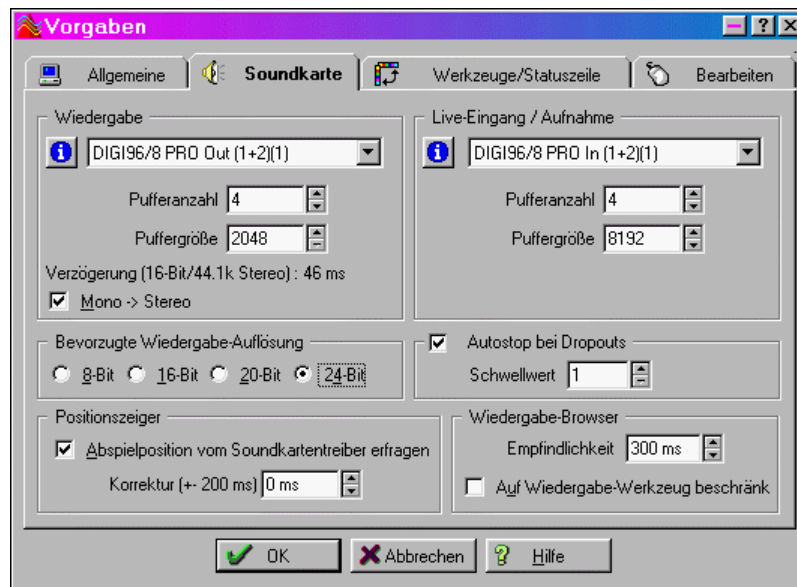 Vorgaben
Allgemeine
Soundkarte
Werkzeuge/Statuszeile
Bearbeiten
Wiedergabe
DIGI96/8 PRO Out (1+2)(1)
Pufferanzahl 4
Puffergröße 2048
Verzögerung (16-Bit/44.1k Stereo) : 46 ms
Mono -> Stereo
Live-Eingang / Aufnahme
DIGI96/8 PRO In (1+2)(1)
Pufferanzahl 4
Puffergröße 8192
Bevorzugte Wiedergabe-Auflösung
8-Bit 16-Bit 20-Bit 24-Bit
Autostop bei Dropouts
Schwellwert 1
Positionszeiger
Abspielposition vom Soundkartentreiber erfragen
Korrektur (+- 200 ms) 0 ms
Wiedergabe-Browser
Empfindlichkeit 300 ms
Auf Wiedergabe-Werkzeug beschränk
OK
Abbrechen
Hilfe